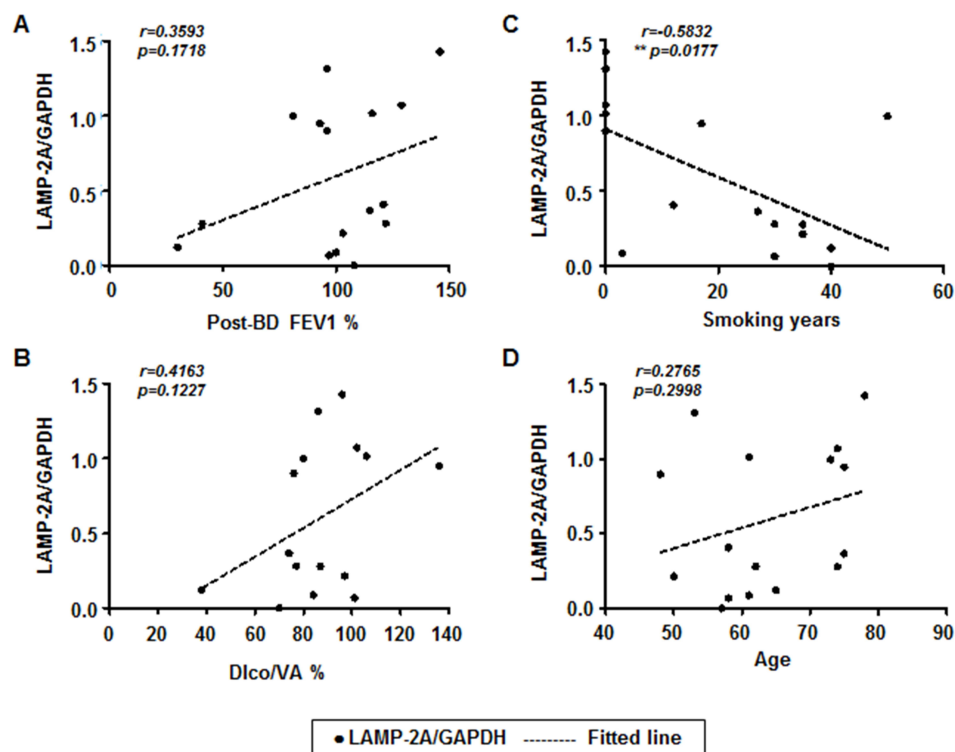 A
r=0.3593
p=0.1718
LAMP-2A/GAPDH
1.5
1.0
0.5
0.0
0 50 100 150
Post-BD FEV1 %
B
r=0.4163
p=0.1227
LAMP-2A/GAPDH
1.5
1.0
0.5
0.0
0 20 40 60 80 100 120 140
Dlco/VA %
C
r=-0.5832
** p=0.0177
LAMP-2A/GAPDH
1.5
1.0
0.5
0.0
0 20 40 60
Smoking years
D
r=0.2765
p=0.2998
LAMP-2A/GAPDH
1.5
1.0
0.5
0.0
40 50 60 70 80 90
Age
LAMP-2A/GAPDH Fitted line